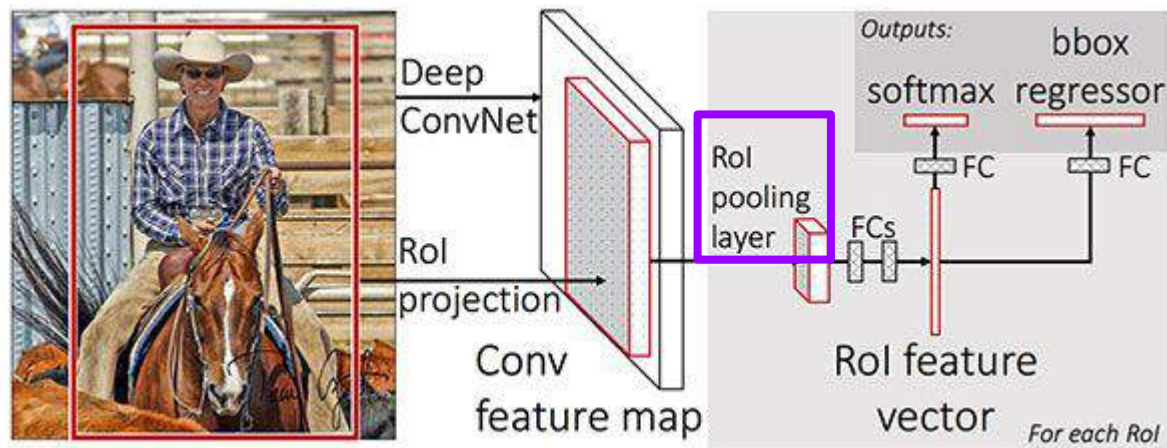 Deep
ConvNet
RoI
projection
Conv
feature map
RoI
pooling
layer
FCs
RoI feature
vector
For each RoI
Outputs:
softmax
bbox
regressor
FC
FC